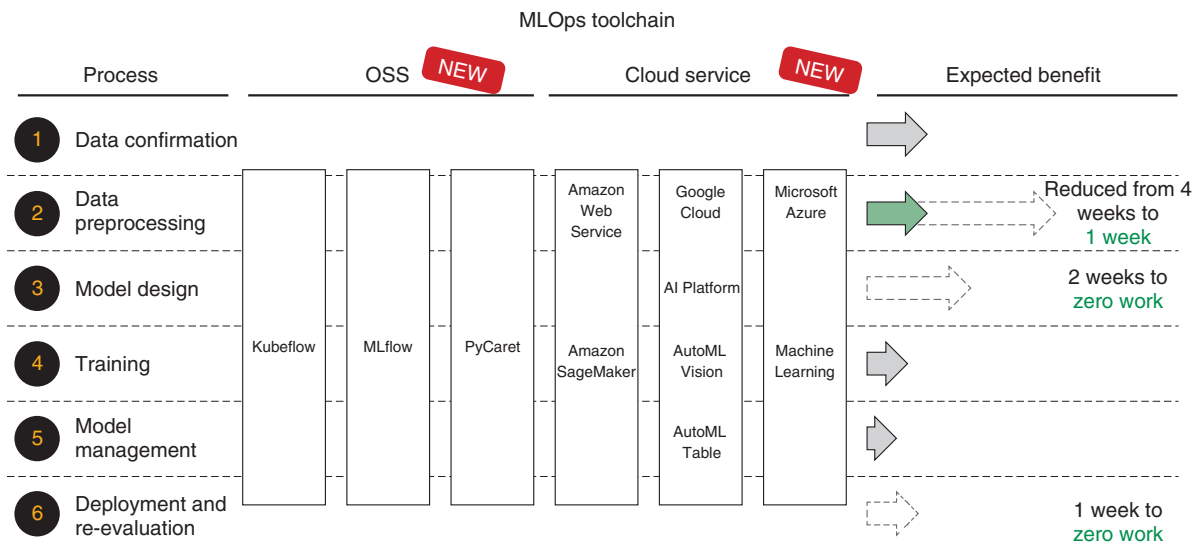 MLOps toolchain
Process
OSS
NEW
Cloud service
NEW
Expected benefit
1
Data confirmation
2
Data
preprocessing
Amazon
Web
Service
Google
Cloud
Microsoft
Azure
Reduced from 4
weeks to
1 week
3
Model design
AI Platform
2 weeks to
zero work
4
Training
Kubeflow
MLflow
PyCaret
Amazon
SageMaker
AutoML
Vision
Machine
Learning
5
Model
management
AutoML
Table
6
Deployment and
re-evaluation
1 week to
zero work